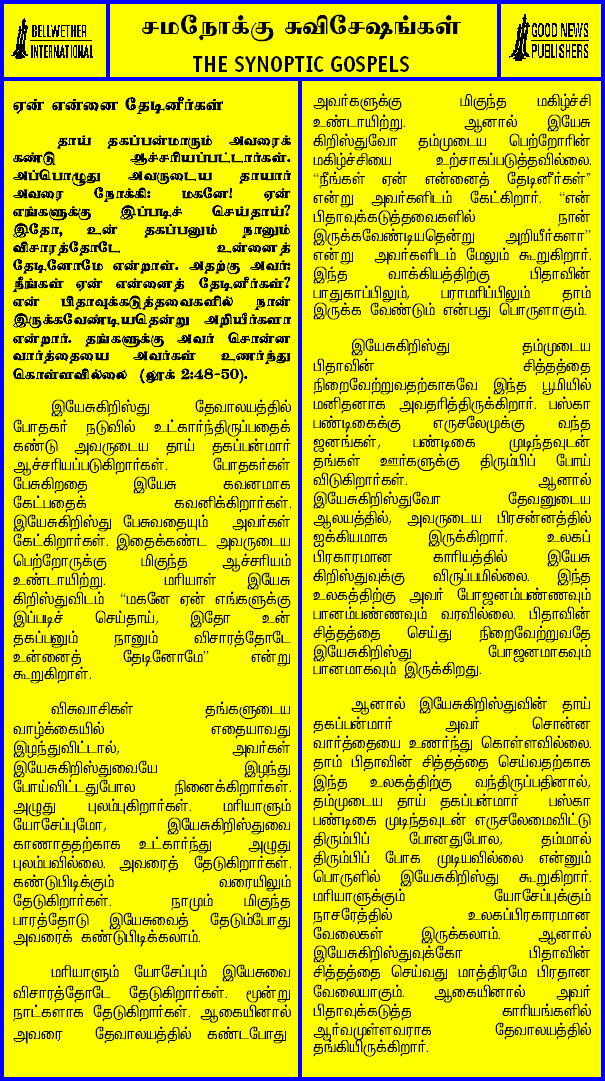 BELLWETHER
INTERNATIONAL
சமநோக்கு சுவிசேஷங்கள்
THE SYNOPTIC GOSPELS
GOOD NEWS
PUBLISHERS
ஏன் என்னை தேடினீர்கள்
தாய் தகப்பன்மாரும் அவரைக்
கண்டு ஆச்சரியப்பட்டார்கள்.
அப்பொழுது அவருடைய தாயார்
அவரை நோக்கி: மகனே! ஏன்
எங்களுக்கு இப்படிச் செய்தாய்?
இதோ, உன் தகப்பனும் நானும்
விசாரத்தோடே உன்னைத்
தேடினோமே என்றாள். அதற்கு அவர்:
நீங்கள் ஏன் என்னைத் தேடினீர்கள்?
என் பிதாவுக்கடுத்தவைகளில் நான்
இருக்கவேண்டியதென்று அறியீர்களா
என்றார். தங்களுக்கு அவர் சொன்ன
வார்த்தையை அவர்கள் உணர்ந்து
கொள்ளவில்லை (லூக் 2:48-50).
இயேசுகிறிஸ்து தேவாலயத்தில்
போதகர் நடுவில் உட்கார்ந்திருப்பதைக்
கண்டு அவருடைய தாய் தகப்பன்மார்
ஆச்சரியப்படுகிறார்கள். போதகர்கள்
பேசுகிறதை இயேசு கவனமாக
கேட்பதைக் கவனிக்கிறார்கள்.
இயேசுகிறிஸ்து பேசுவதையும் அவர்கள்
கேட்கிறார்கள். இதைக்கண்ட அவருடைய
பெற்றோருக்கு மிகுந்த ஆச்சரியம்
உண்டாயிற்று. மரியாள் இயேசு
கிறிஸ்துவிடம் “மகனே ஏன் எங்களுக்கு
இப்படிச் செய்தாய், இதோ உன்
தகப்பனும் நானும் விசாரத்தோடே
உன்னைத் தேடினோமே” என்று
கூறுகிறாள்.
விசுவாசிகள் தங்களுடைய
வாழ்க்கையில் எதையாவது
இழந்துவிட்டால், அவர்கள்
இயேசுகிறிஸ்துவையே இழந்து
போய்விட்டதுபோல நினைக்கிறார்கள்.
அழுது புலம்புகிறார்கள். மரியாளும்
யோசேப்புமோ, இயேசுகிறிஸ்துவை
காணாததற்காக உட்கார்ந்து அழுது
புலம்பவில்லை. அவரைத் தேடுகிறார்கள்.
கண்டுபிடிக்கும் வரையிலும்
தேடுகிறார்கள். நாமும் மிகுந்த
பாரத்தோடு இயேசுவைத் தேடும்போது
அவரைக் கண்டுபிடிக்கலாம்.
மரியாளும் யோசேப்பும் இயேசுவை
விசாரத்தோடே தேடுகிறார்கள். மூன்று
நாட்களாக தேடுகிறார்கள். ஆகையினால்
அவரை தேவாலயத்தில் கண்டபோது
அவர்களுக்கு மிகுந்த மகிழ்ச்சி
உண்டாயிற்று. ஆனால் இயேசு
கிறிஸ்துவோ தம்முடைய பெற்றோரின்
மகிழ்ச்சியை உற்சாகப்படுத்தவில்லை.
“நீங்கள் ஏன் என்னைத் தேடினீர்கள்”
என்று அவர்களிடம் கேட்கிறார். “என்
பிதாவுக்கடுத்தவைகளில் நான்
இருக்கவேண்டியதென்று அறியீர்களா”
என்று அவர்களிடம் மேலும் கூறுகிறார்.
இந்த வாக்கியத்திற்கு பிதாவின்
பாதுகாப்பிலும், பராமரிப்பிலும் தாம்
இருக்க வேண்டும் என்பது பொருளாகும்.
இயேசுகிறிஸ்து தம்முடைய
பிதாவின் சித்தத்தை
நிறைவேற்றுவதற்காகவே இந்த பூமியில்
மனிதனாக அவதரித்திருக்கிறார். பஸ்கா
பண்டிகைக்கு எருசலேமுக்கு வந்த
ஜனங்கள், பண்டிகை முடிந்தவுடன்
தங்கள் ஊர்களுக்கு திரும்பிப் போய்
விடுகிறார்கள். ஆனால்
இயேசுகிறிஸ்துவோ தேவனுடைய
ஆலயத்தில், அவருடைய பிரசன்னத்தில்
ஐக்கியமாக இருக்கிறார். உலகப்
பிரகாரமான காரியத்தில் இயேசு
கிறிஸ்துவுக்கு விருப்பமில்லை. இந்த
உலகத்திற்கு அவர் போஜனம்பண்ணவும்
பானம்பண்ணவும் வரவில்லை. பிதாவின்
சித்தத்தை செய்து நிறைவேற்றுவதே
இயேசுகிறிஸ்து போஜனமாகவும்
பானமாகவும் இருக்கிறது.
ஆனால் இயேசுகிறிஸ்துவின் தாய்
தகப்பன்மார் அவர் சொன்ன
வார்த்தையை உணர்ந்து கொள்ளவில்லை.
தாம் பிதாவின் சித்தத்தை செய்வதற்காக
இந்த உலகத்திற்கு வந்திருப்பதினால்,
தம்முடைய தாய் தகப்பன்மார் பஸ்கா
பண்டிகை முடிந்தவுடன் எருசலேமைவிட்டு
திரும்பிப் போனதுபோல, தம்மால்
திரும்பிப் போக முடியவில்லை என்னும்
பொருளில் இயேசுகிறிஸ்து கூறுகிறார்.
மரியாளுக்கும் யோசேப்புக்கும்
நாசரேத்தில் உலகப்பிரகாரமான
வேலைகள் இருக்கலாம். ஆனால்
இயேசுகிறிஸ்துவுக்கோ பிதாவின்
சித்தத்தை செய்வது மாத்திரமே பிரதான
வேலையாகும். ஆகையினால் அவர்
பிதாவுக்கடுத்த காரியங்களில்
ஆர்வமுள்ளவராக தேவாலயத்தில்
தங்கியிருக்கிறார்.